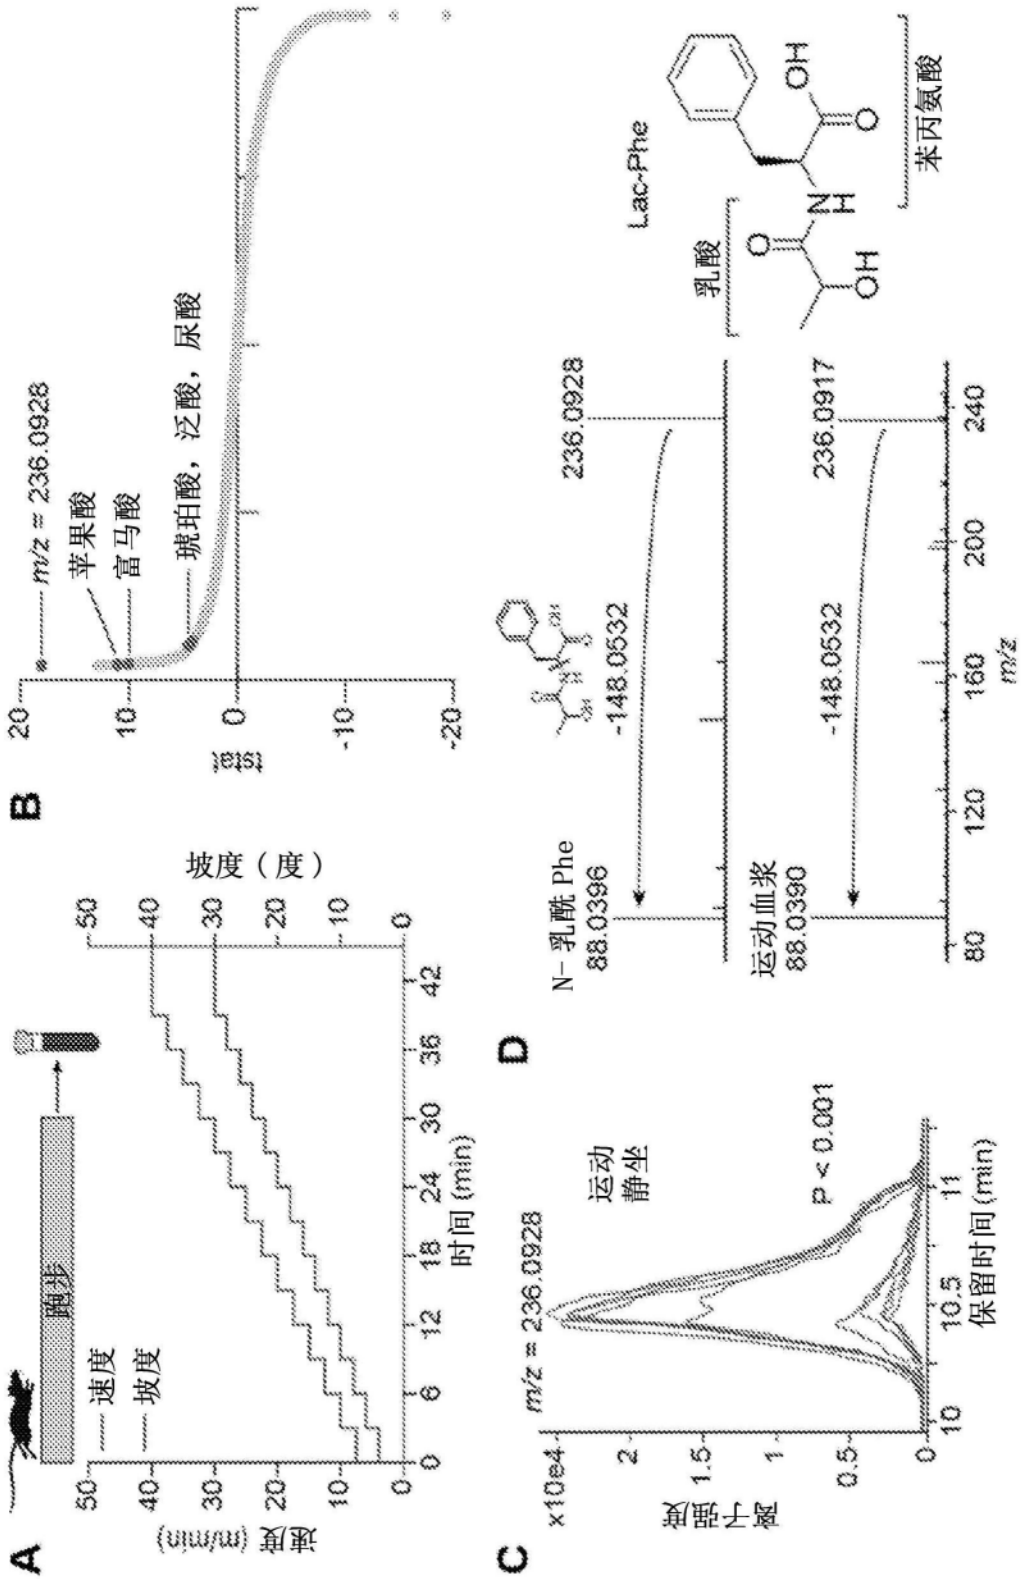 A
跑步
速度
坡度
50
40
30
20
10
0
速度 (m/min)
50
40
30
20
10
0
坡度（度）
0
6
12
18
24
30
36
42
时间 (min)
B
20
10
0
-10
-20
tstat
m/z = 236.0928
苹果酸
富马酸
琥珀酸，泛酸，尿酸
C
m/z = 236.0928
x10e4
2
1.5
1
0.5
0
离子强度
运动
静坐
P < 0.001
10
10.5
11
保留时间 (min)
D
N- 乳酰 Phe
88.0396
-148.0532
236.0928
OH
O
N
H
O
OH
运动血浆
88.0390
-148.0532
236.0917
80
120
160
200
240
m/z
Lac-Phe
乳酸
O
OH
N
H
O
OH
苯丙氨酸